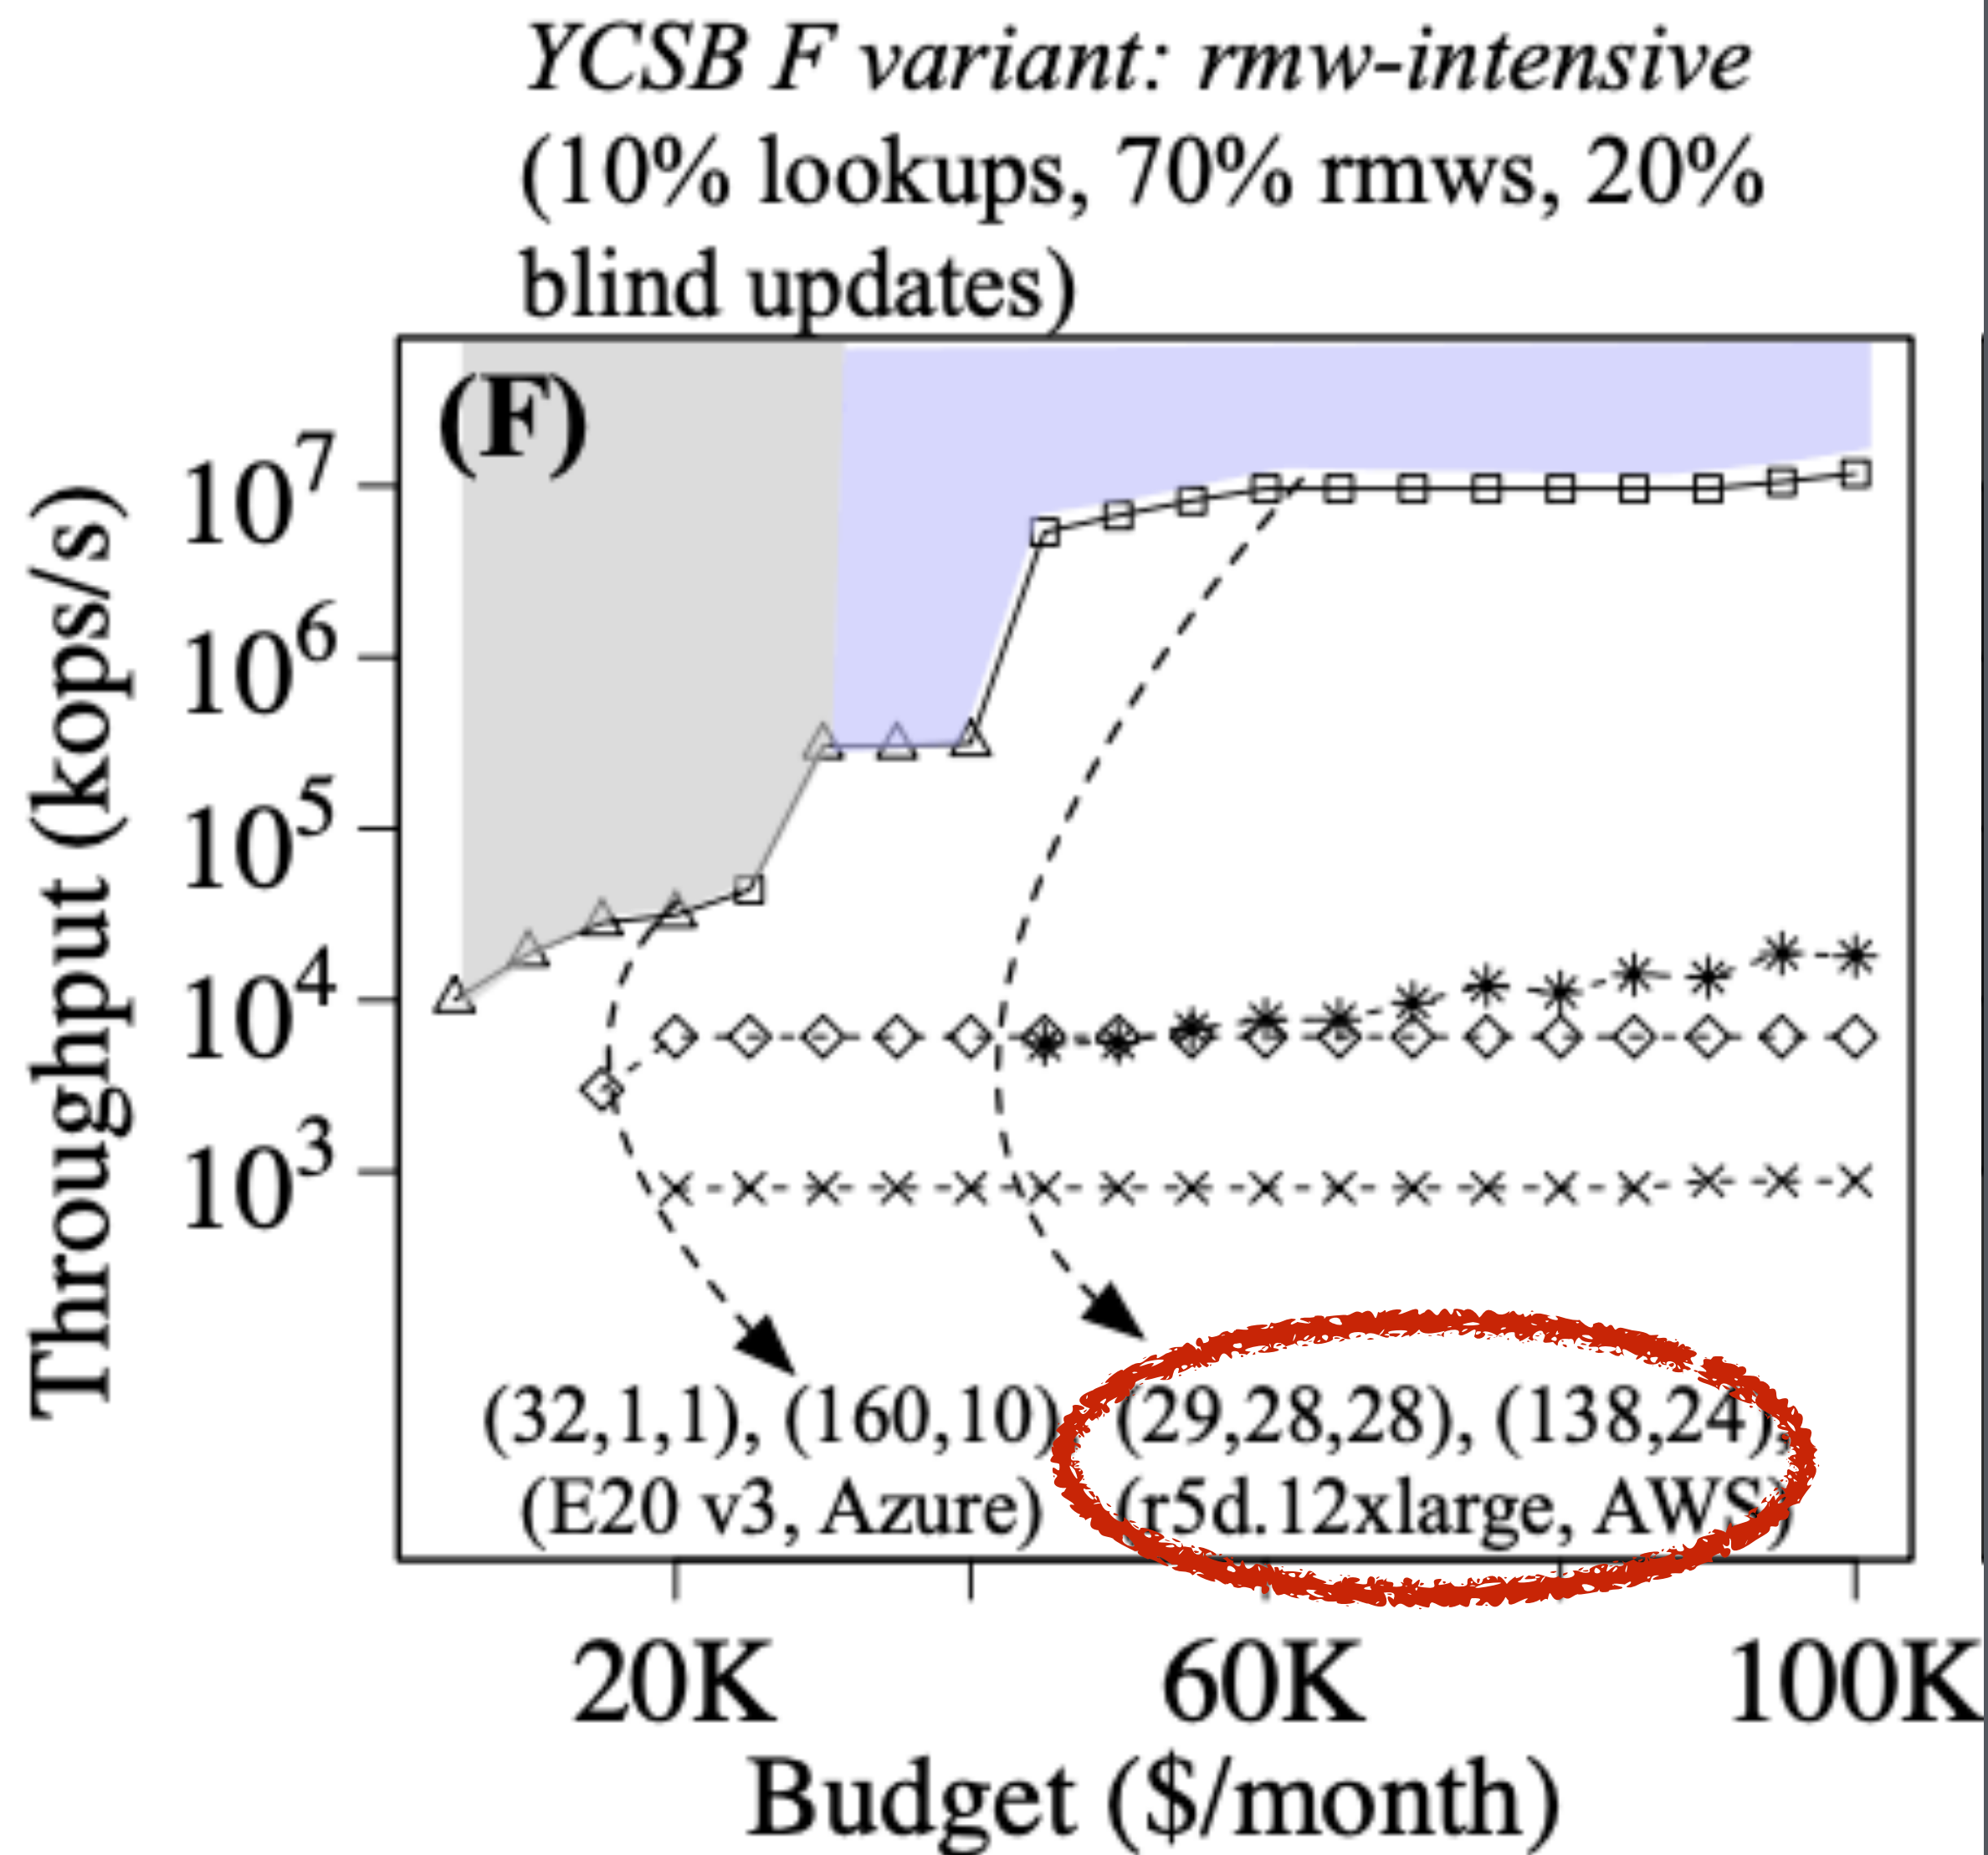 YCSB F variant: rmw-intensive
(10% lookups, 70% rmws, 20%
blind updates)
(F)
Throughput (kops/s)
10^7
10^6
10^5
10^4
10^3
(32,1,1), (160,10), (29,28,28), (138,24),
(E20 v3, Azure) (r5d.12xlarge, AWS)
20K 60K 100K
Budget ($/month)